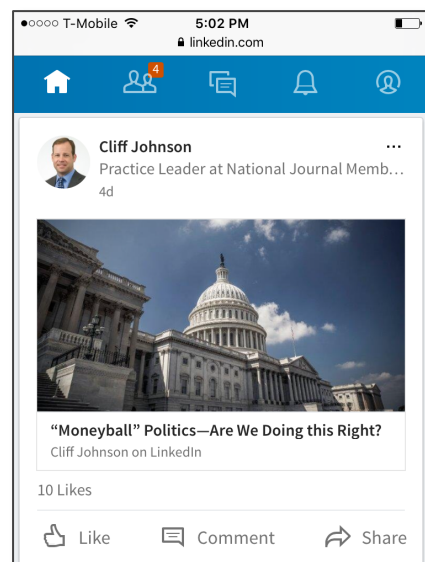 T-Mobile 5:02 PM
linkedin.com
4
Cliff Johnson ...
Practice Leader at National Journal Memb...
4d
“Moneyball” Politics—Are We Doing this Right?
Cliff Johnson on LinkedIn
10 Likes
Like Comment Share